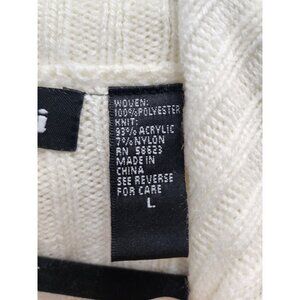 WOVEN:
100%POLYESTER
KNIT:
93%ACRYLIC
7%NYLON
RN 58623
MADE IN
CHINA
SEE REVERSE
FOR CARE
L